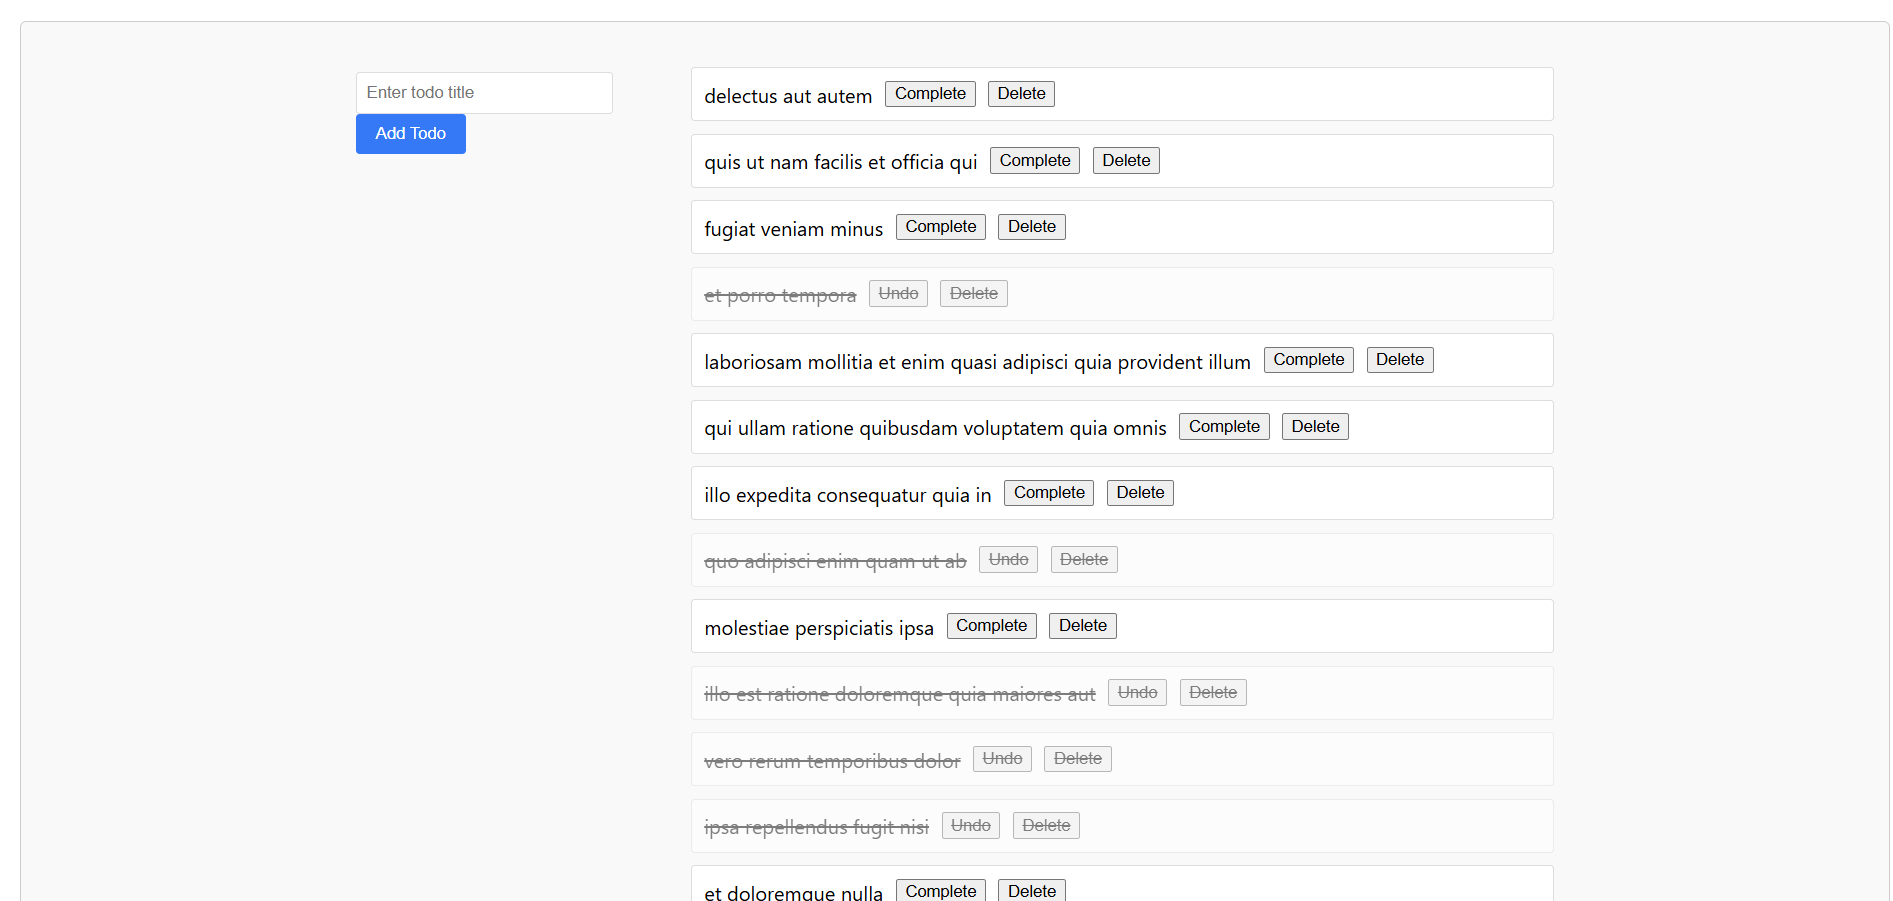 Enter todo title
Add Todo
delectus aut autem Complete Delete
quis ut nam facilis et officia qui Complete Delete
fugiat veniam minus Complete Delete
et porro tempora Undo Delete
laboriosam mollitia et enim quasi adipisci quia provident illum Complete Delete
qui ullam ratione quibusdam voluptatem quia omnis Complete Delete
illo expedita consequatur quia in Complete Delete
quo adipisci enim quam ut ab Undo Delete
molestiae perspiciatis ipsa Complete Delete
illo est ratione doloremque quia maiores aut Undo Delete
vero rerum temporibus dolor Undo Delete
ipsa repellendus fugit nisi Undo Delete
et doloremque nulla Complete Delete